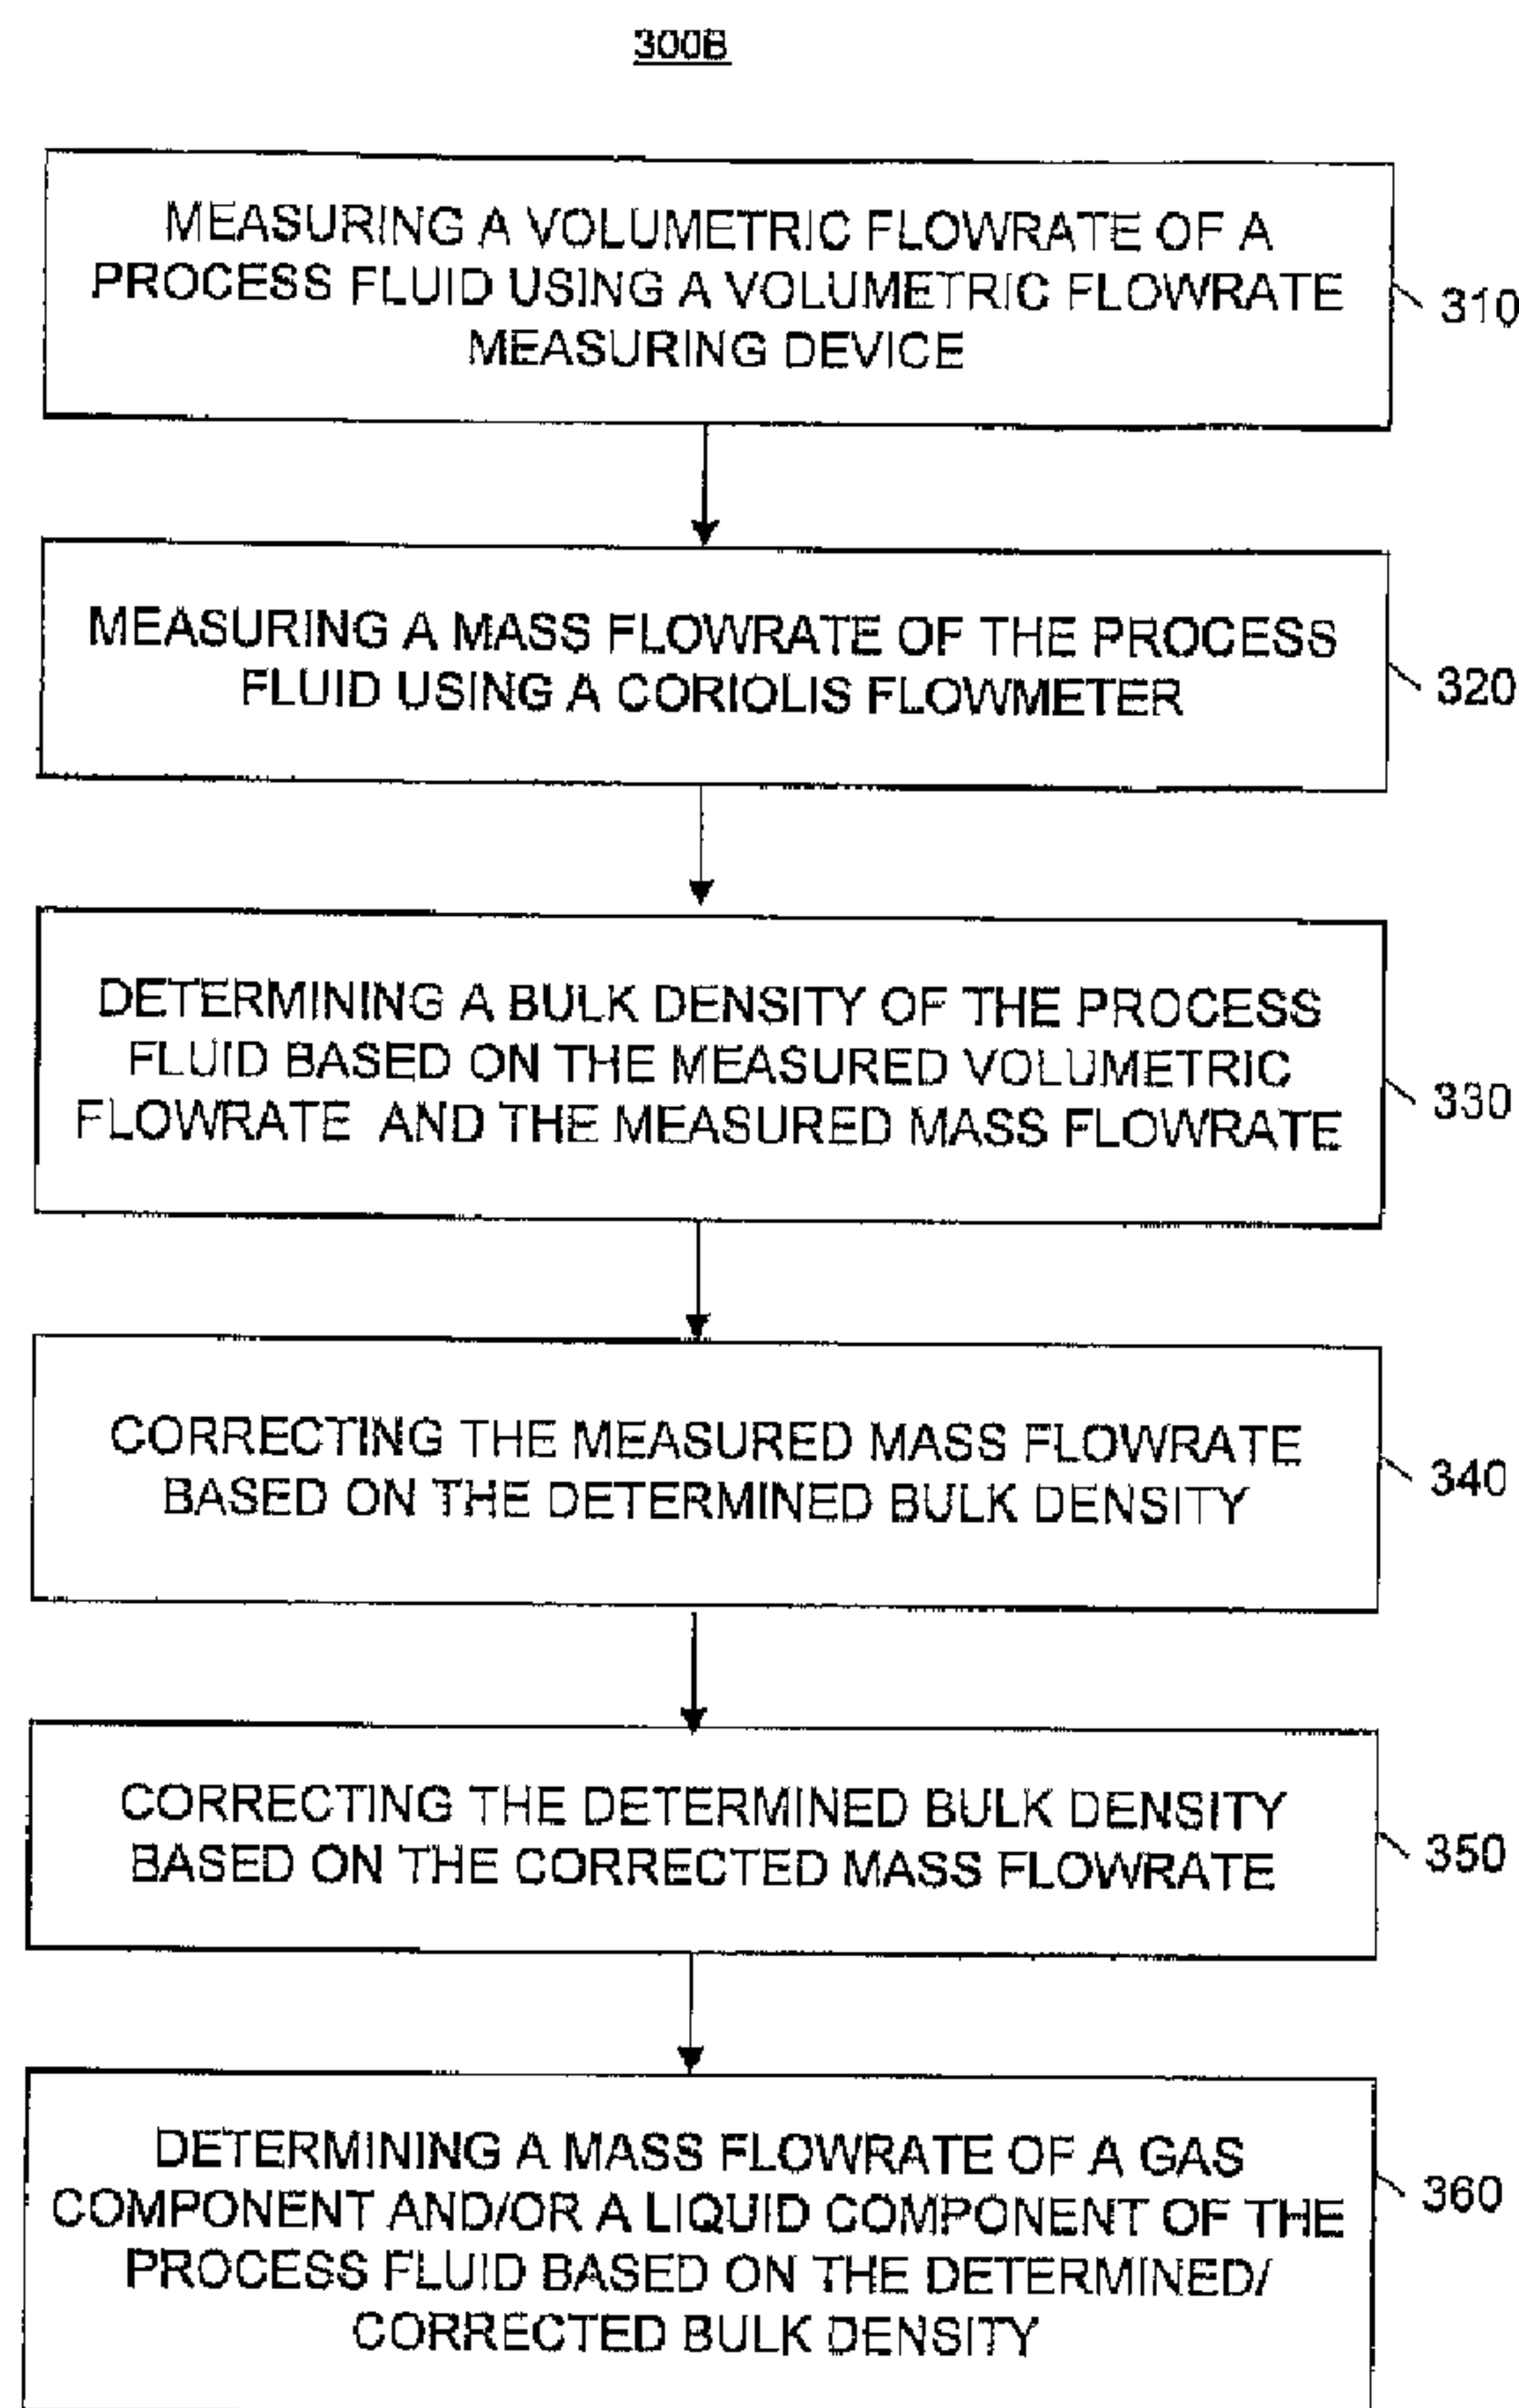 300B
MEASURING A VOLUMETRIC FLOWRATE OF A
PROCESS FLUID USING A VOLUMETRIC FLOWRATE
MEASURING DEVICE
310
MEASURING A MASS FLOWRATE OF THE PROCESS
FLUID USING A CORIOLIS FLOWMETER
320
DETERMINING A BULK DENSITY OF THE PROCESS
FLUID BASED ON THE MEASURED VOLUMETRIC
FLOWRATE AND THE MEASURED MASS FLOWRATE
330
CORRECTING THE MEASURED MASS FLOWRATE
BASED ON THE DETERMINED BULK DENSITY
340
CORRECTING THE DETERMINED BULK DENSITY
BASED ON THE CORRECTED MASS FLOWRATE
350
DETERMINING A MASS FLOWRATE OF A GAS
COMPONENT AND/OR A LIQUID COMPONENT OF THE
PROCESS FLUID BASED ON THE DETERMINED/
CORRECTED BULK DENSITY
360